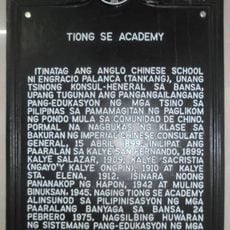 TIONG SE ACADEMY
ITINATAG ANG ANGLO CHINESE SCHOOL
NI ENGRACIO PALANCA (TANKANG), UNANG
TSINONG KONSUL-HENERAL SA BANSA,
UPANG TUGUNAN ANG PANGANGAILANGANG
PANG-EDUKASYON NG MGA TSINO SA
PILIPINAS SA PAMAMAGITAN NG PAGLIKOM
NG PONDO MULA SA COMUNIDAD DE CHINO.
PORMAL NA NAGBUKAS NG KLASE SA
BAKURAN NG IMPERIAL CHINESE CONSULATE
GENERAL, 15 ABRIL 1899. INILIPAT ANG
PAARALAN SA KALYE SAN FERNANDO, 1899;
KALYE SALAZAR, 1909, KALYE SACRISTIA
(NGAYO'Y KALYE ONGPIN), 1910 AT KALYE
STA. ELENA, 1912. ISINARA NOONG
PANANAKOP NG HAPON, 1942 AT MULING
BINUKSAN, 1945. NAGING TIONG SE ACADEMY
ALINSUNOD SA PILIPINISASYON NG MGA
PAARALANG BANYAGA SA BANSA, 24
PEBRERO 1975. NAGSILBING HUWARAN
NG SISTEMANG PANG-EDUKASYON NG MGA